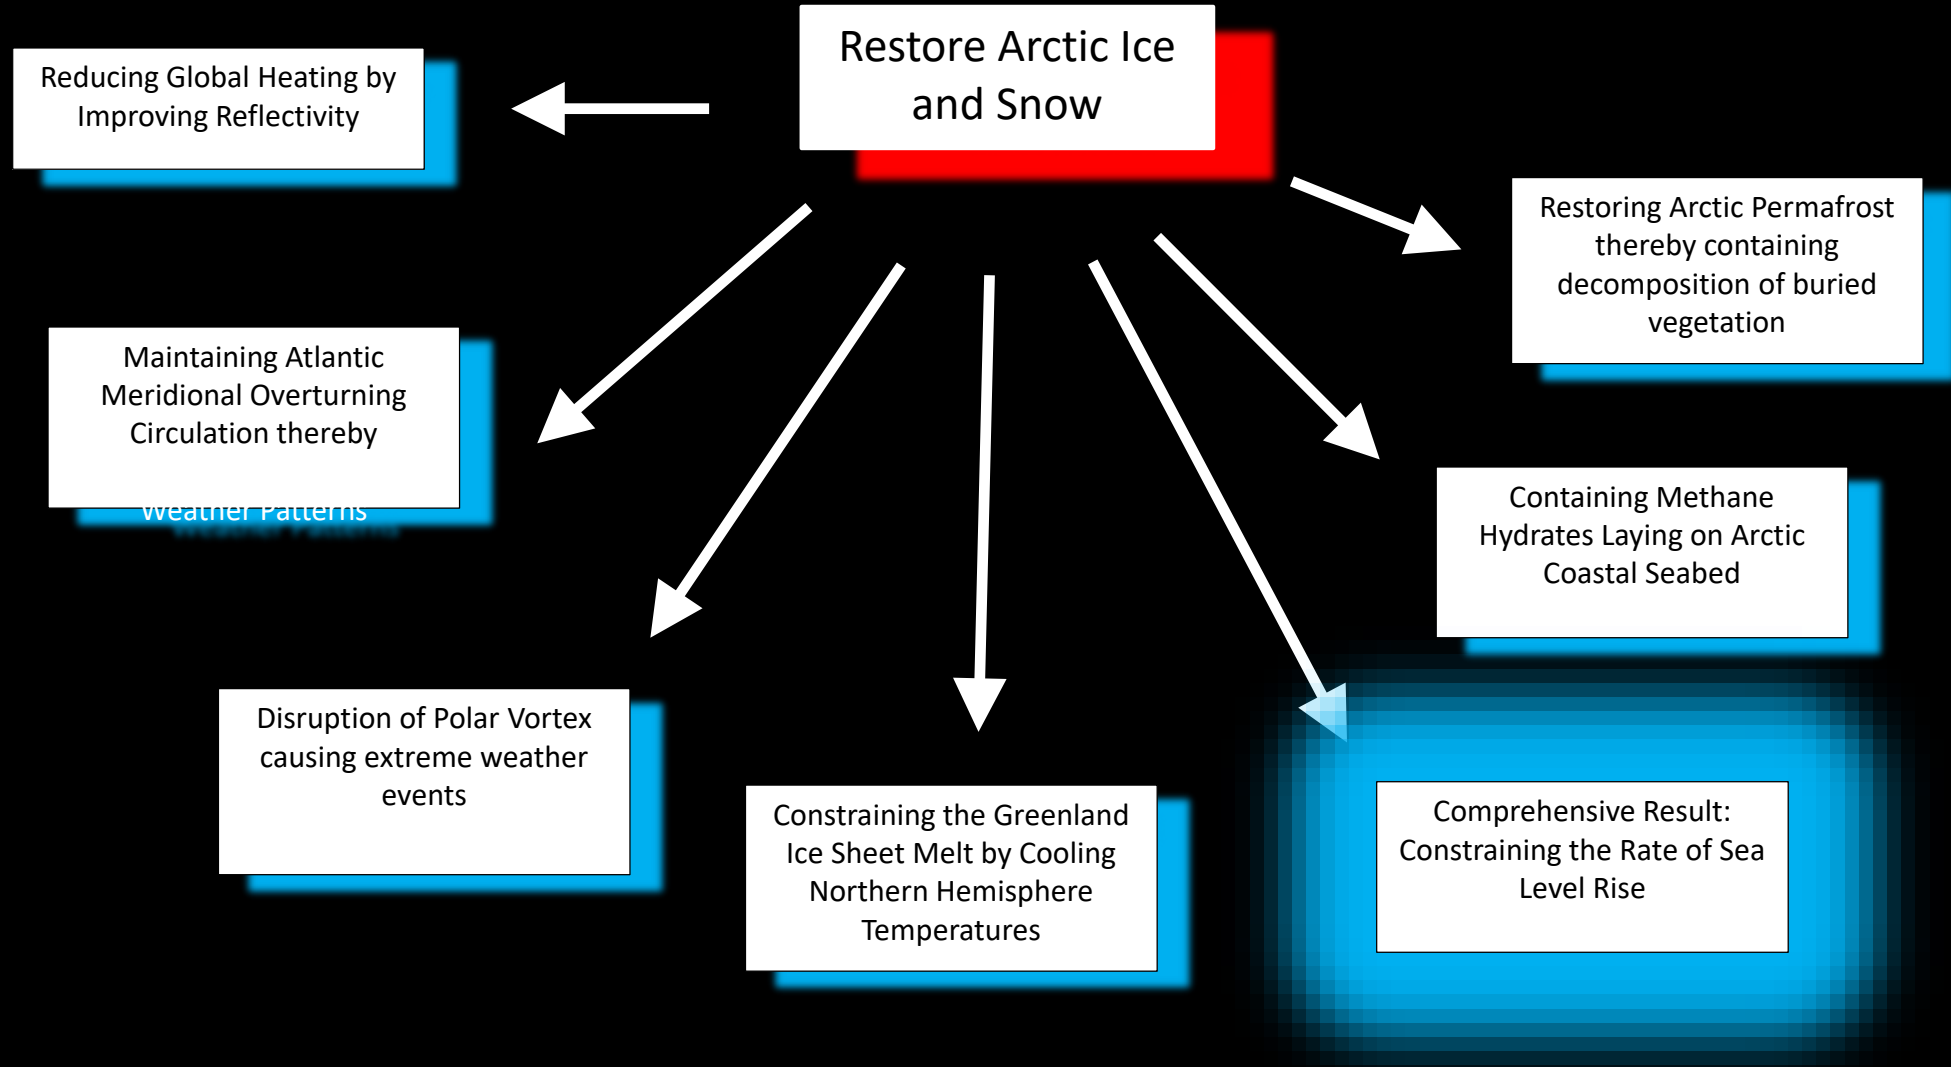 Restore Arctic Ice
and Snow
Reducing Global Heating by
Improving Reflectivity
Restoring Arctic Permafrost
thereby containing
decomposition of buried
vegetation
Maintaining Atlantic
Meridional Overturning
Circulation thereby
Weather Patterns
Containing Methane
Hydrates Laying on Arctic
Coastal Seabed
Disruption of Polar Vortex
causing extreme weather
events
Constraining the Greenland
Ice Sheet Melt by Cooling
Northern Hemisphere
Temperatures
Comprehensive Result:
Constraining the Rate of Sea
Level Rise